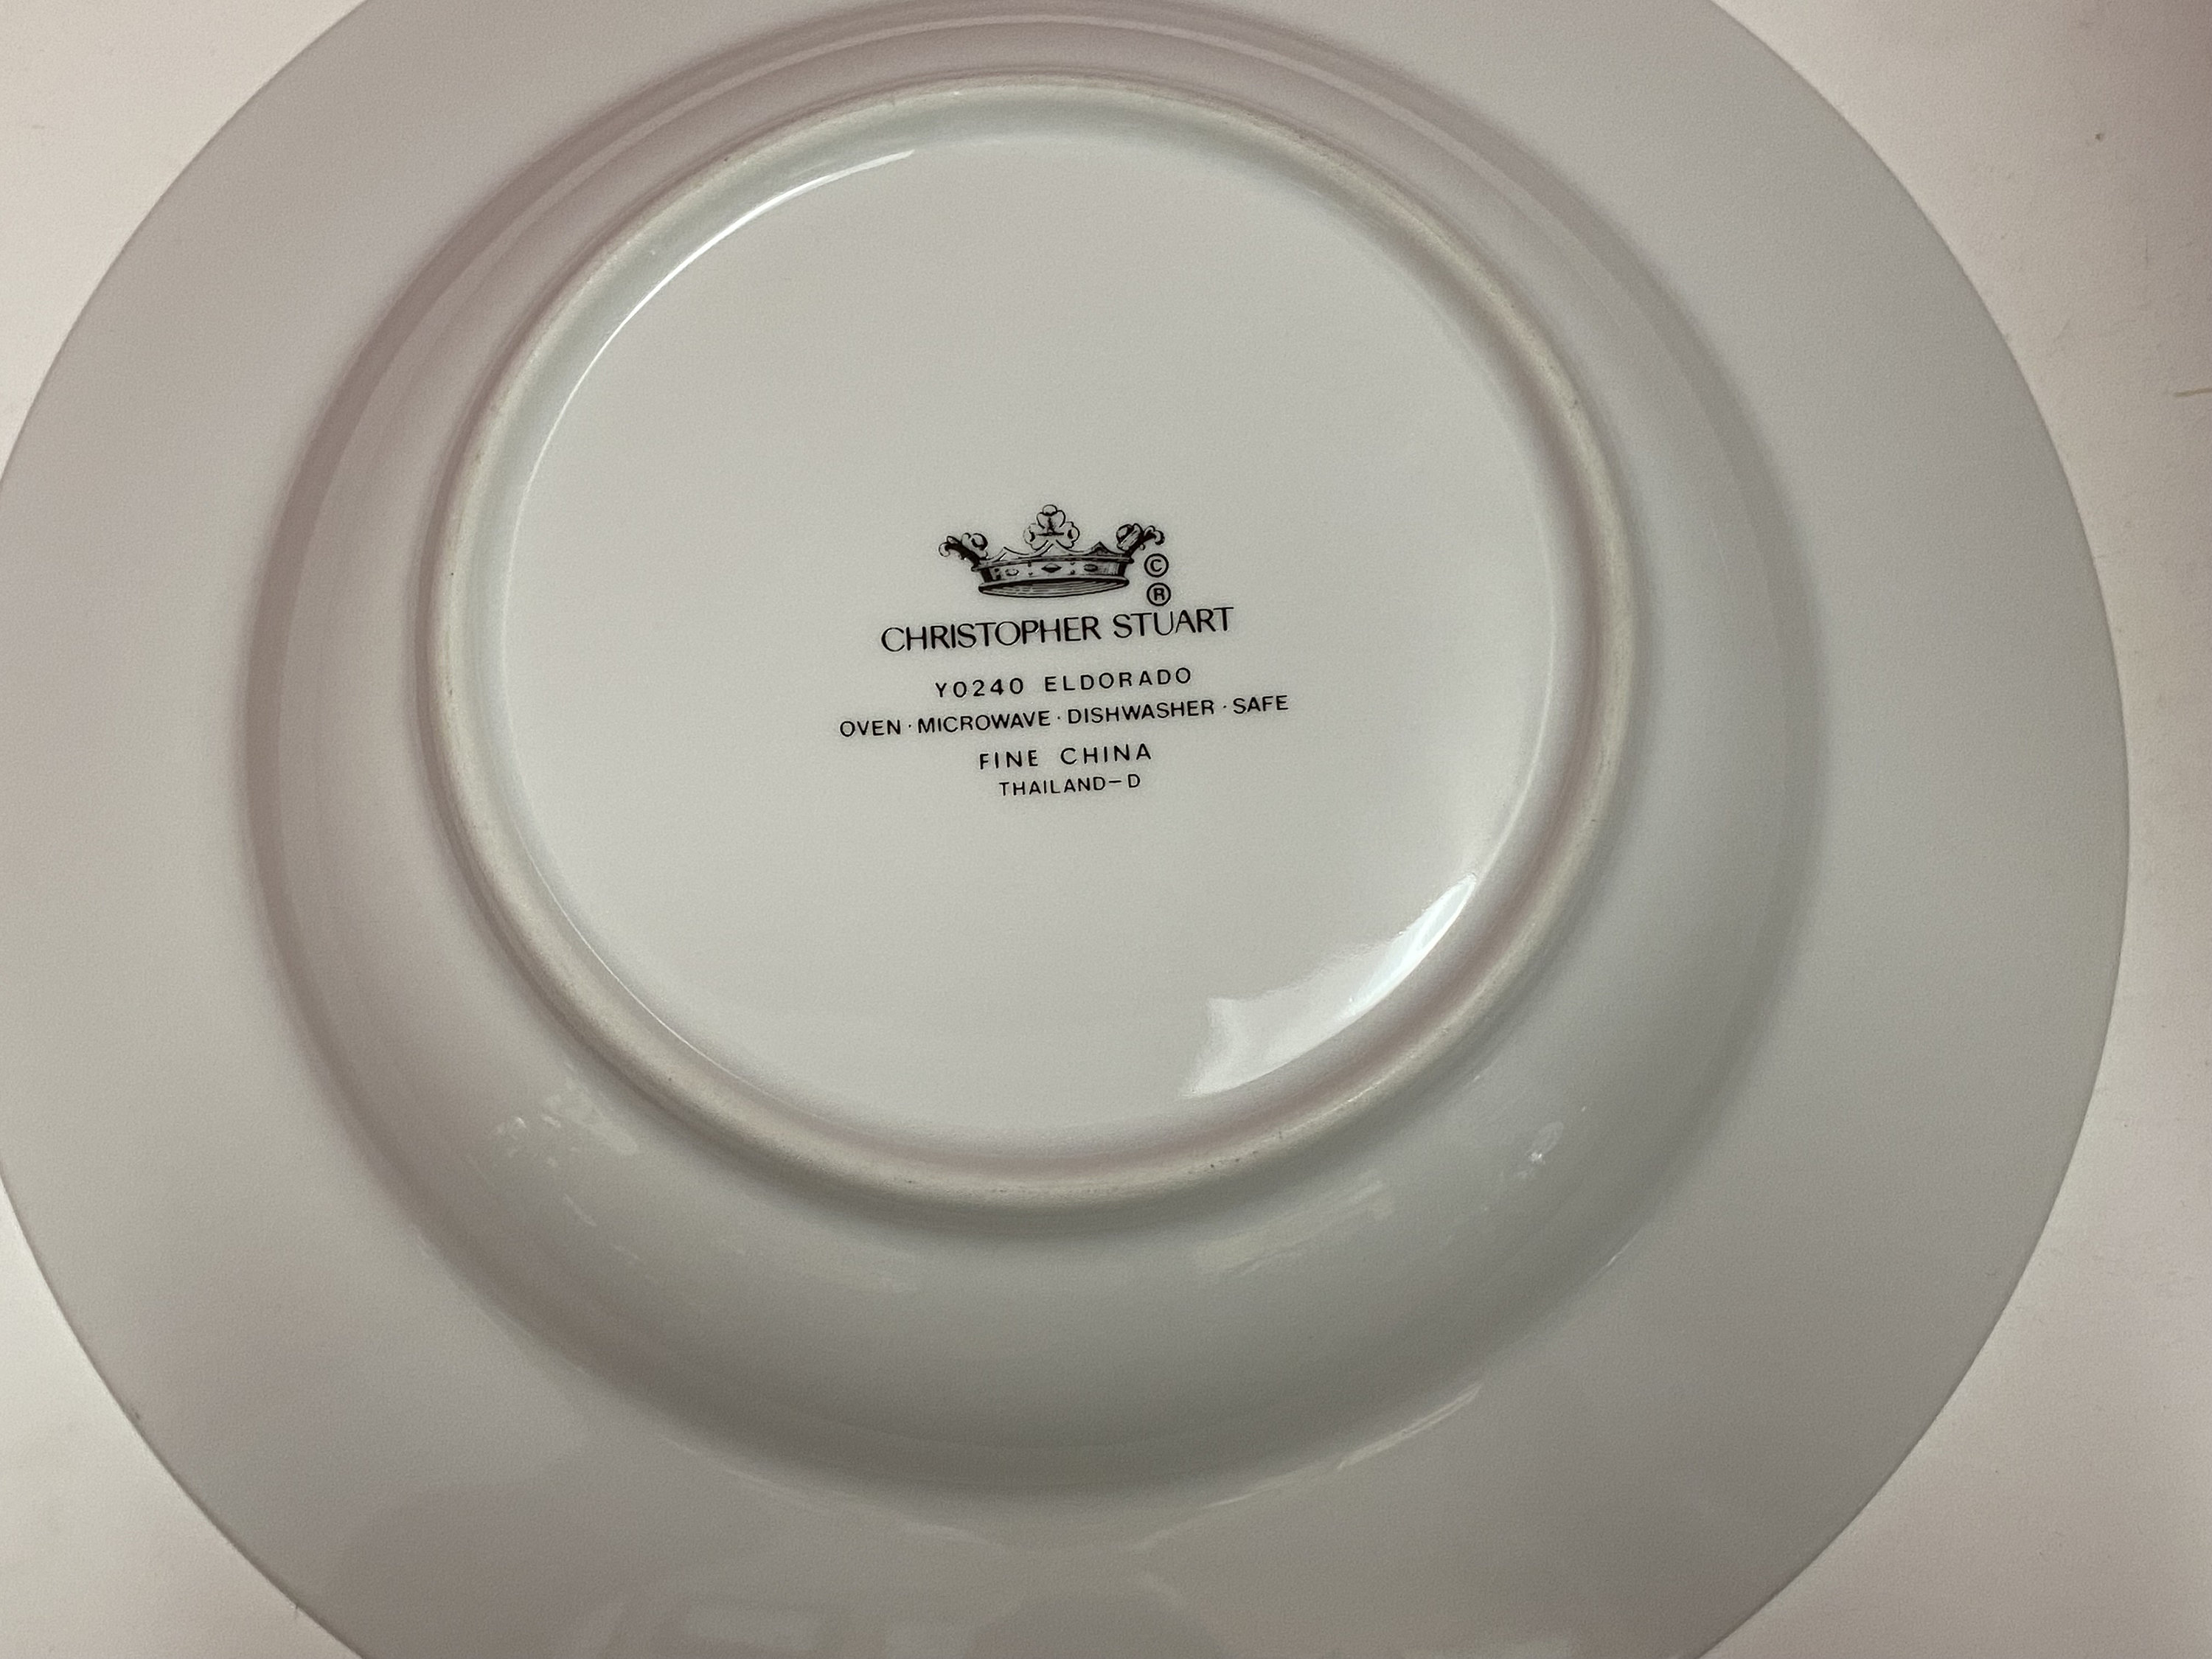 ©
®
CHRISTOPHER STUART
Y0240 ELDORADO
OVEN · MICROWAVE · DISHWASHER · SAFE
FINE CHINA
THAILAND–D